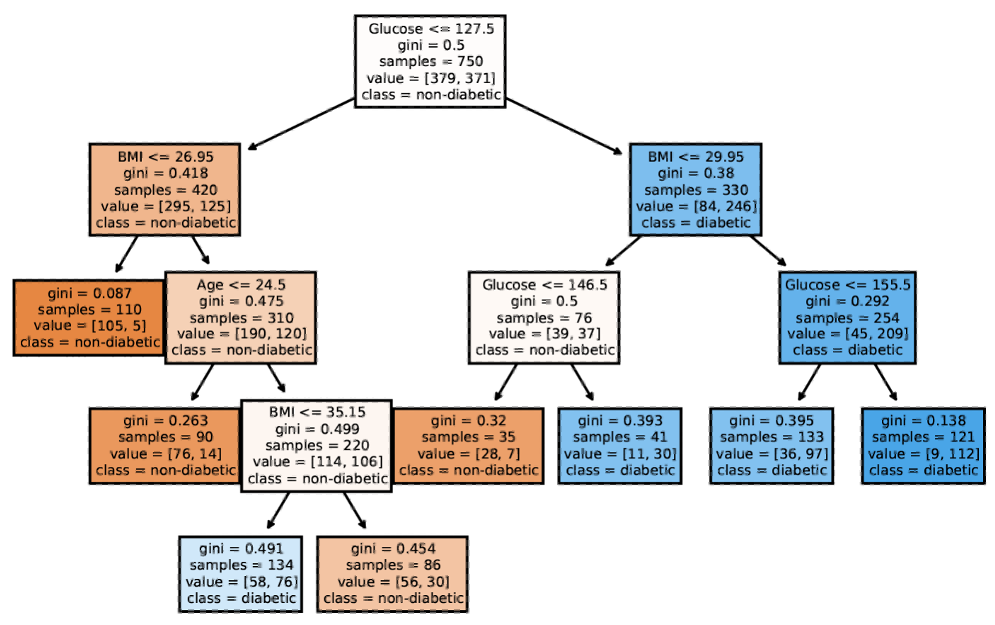 Glucose <= 127.5
gini = 0.5
samples = 750
value = [379, 371]
class = non-diabetic
BMI <= 26.95
gini = 0.418
samples = 420
value = [295, 125]
class = non-diabetic
BMI <= 29.95
gini = 0.38
samples = 330
value = [84, 246]
class = diabetic
gini = 0.087
samples = 110
value = [105, 5]
class = non-diabetic
Age <= 24.5
gini = 0.475
samples = 310
value = [190, 120]
class = non-diabetic
Glucose <= 146.5
gini = 0.5
samples = 76
value = [39, 37]
class = non-diabetic
Glucose <= 155.5
gini = 0.292
samples = 254
value = [45, 209]
class = diabetic
gini = 0.263
samples = 90
value = [76, 14]
class = non-diabetic
BMI <= 35.15
gini = 0.499
samples = 220
value = [114, 106]
class = non-diabetic
gini = 0.32
samples = 35
value = [28, 7]
class = non-diabetic
gini = 0.393
samples = 41
value = [11, 30]
class = diabetic
gini = 0.395
samples = 133
value = [36, 97]
class = diabetic
gini = 0.138
samples = 121
value = [9, 112]
class = diabetic
gini = 0.491
samples = 134
value = [58, 76]
class = diabetic
gini = 0.454
samples = 86
value = [56, 30]
class = non-diabetic